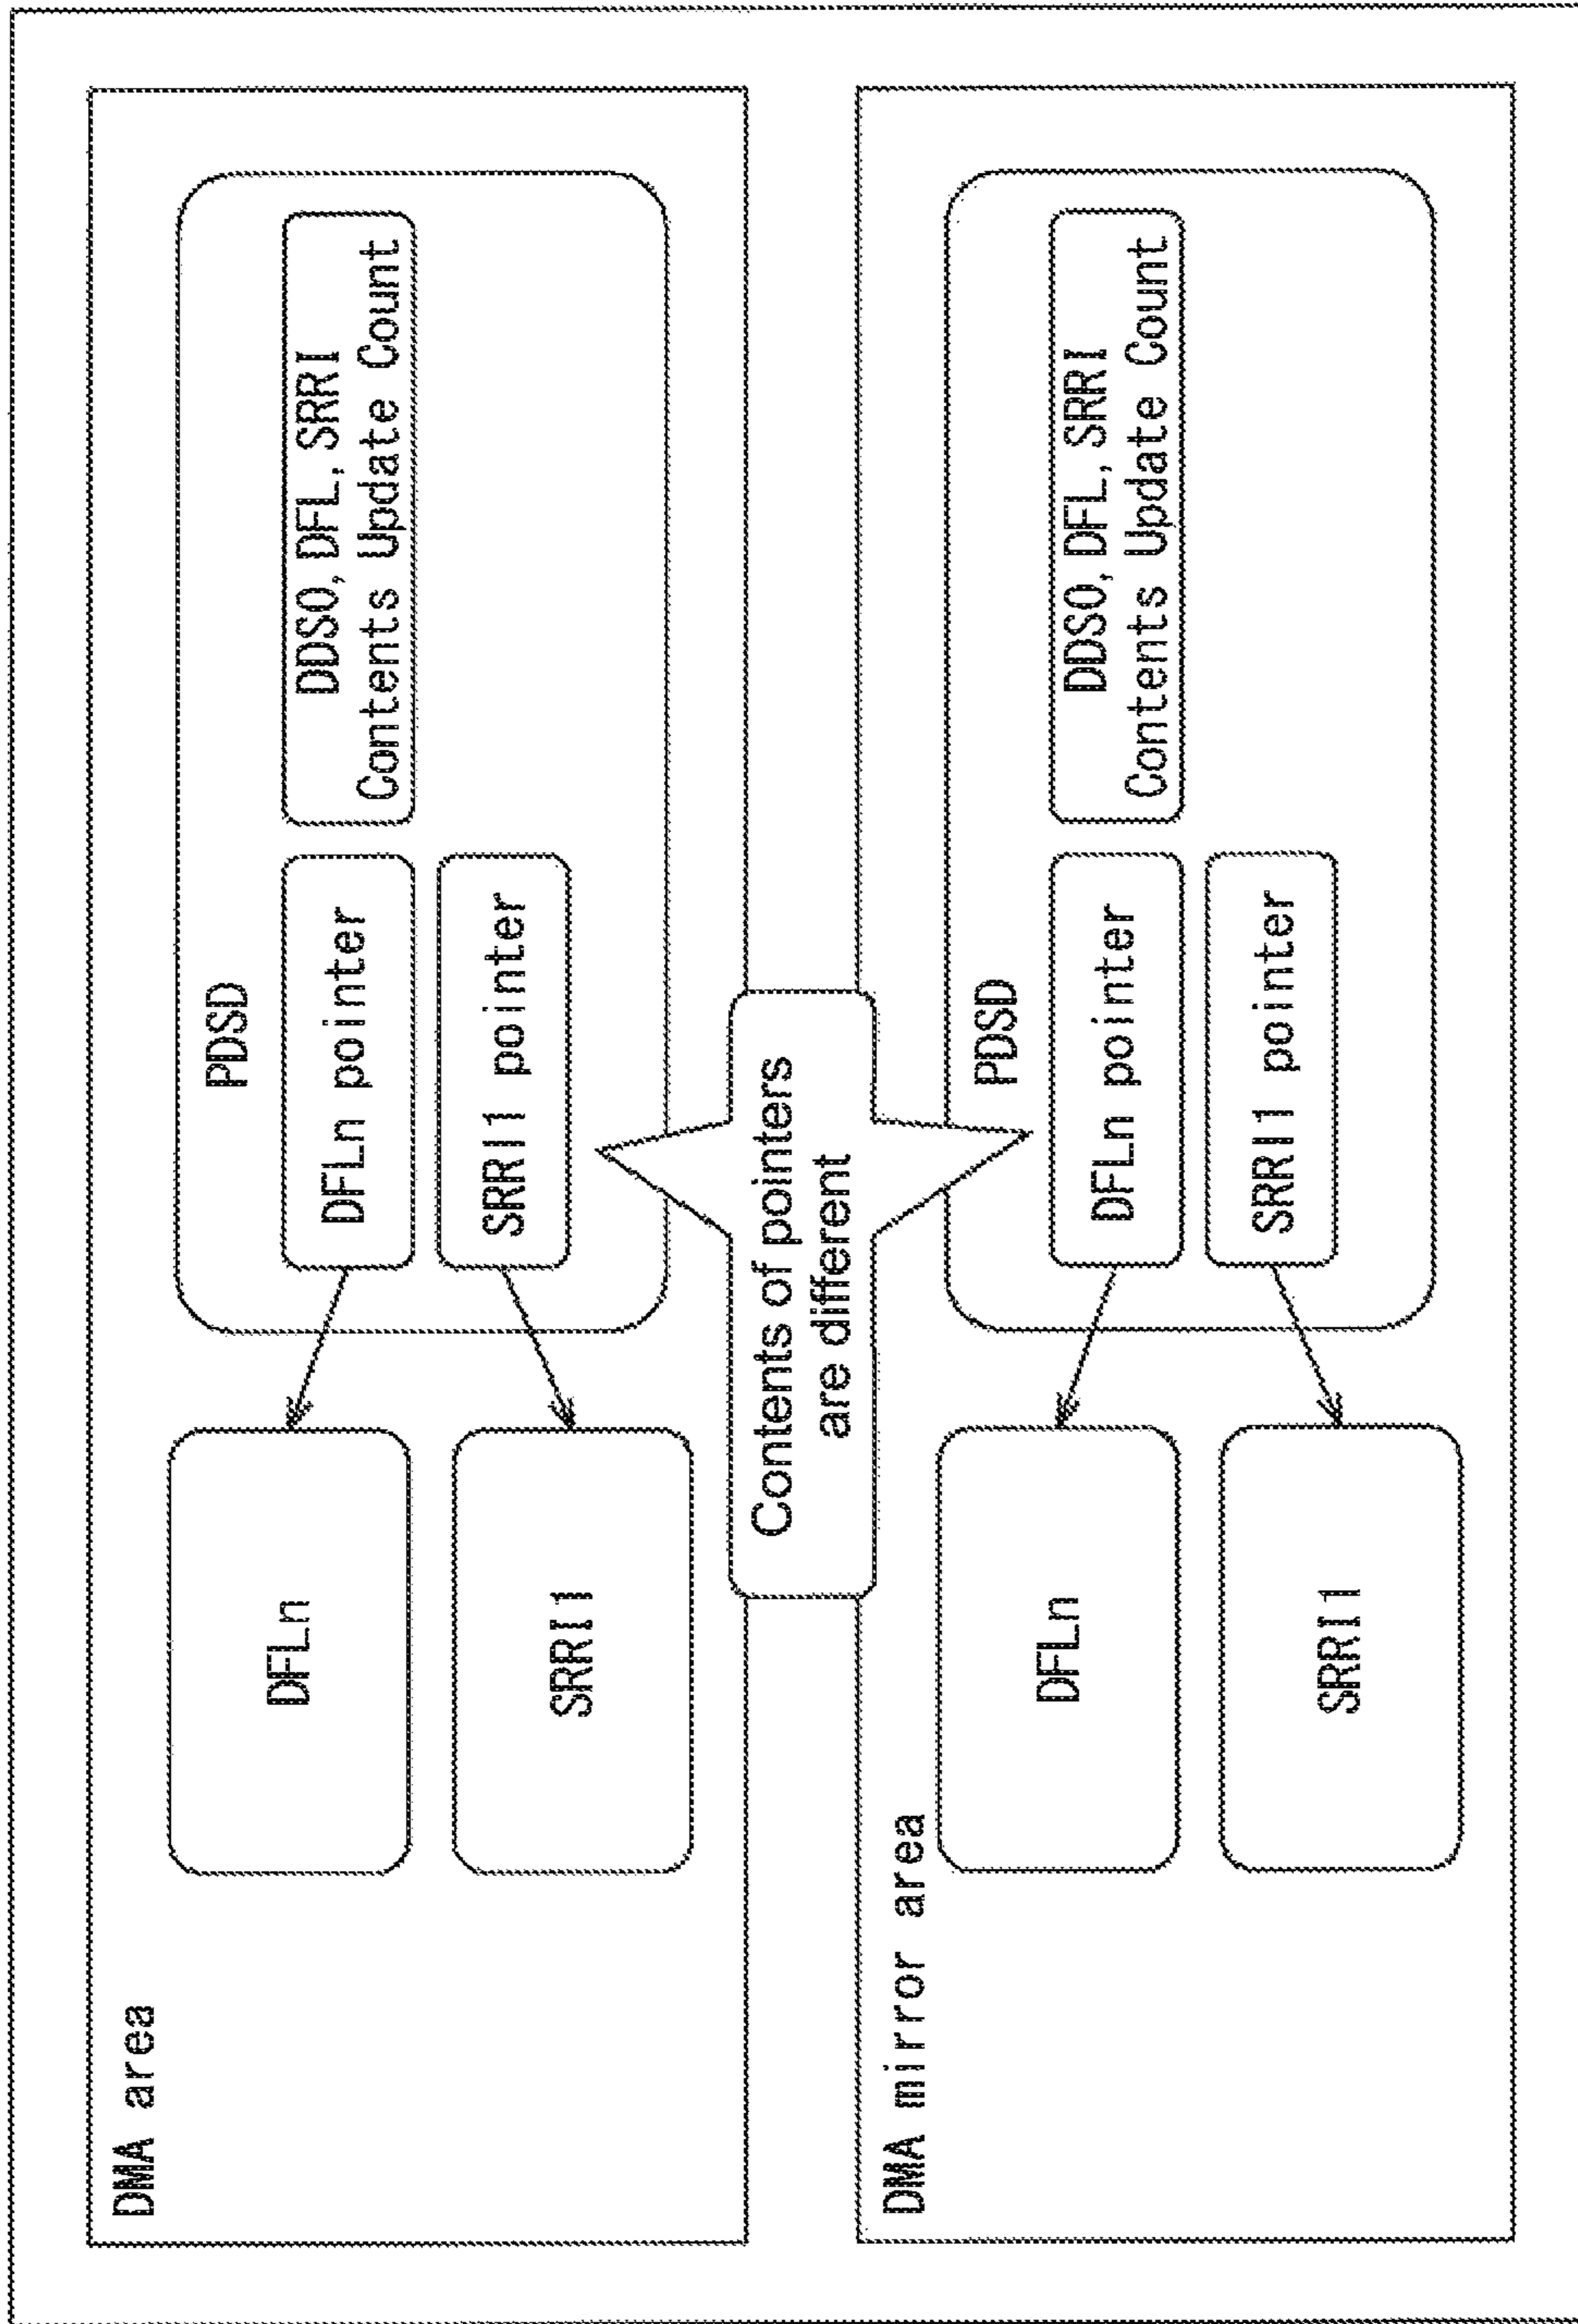 DMA area
DFLn
SRRI1
PDSD
DFLn pointer
SRRI1 pointer
DDS0, DFL, SRRI
Contents Update Count
Contents of pointers
are different
DMA mirror area
DFLn
SRRI1
PDSD
DFLn pointer
SRRI1 pointer
DDS0, DFL, SRRI
Contents Update Count